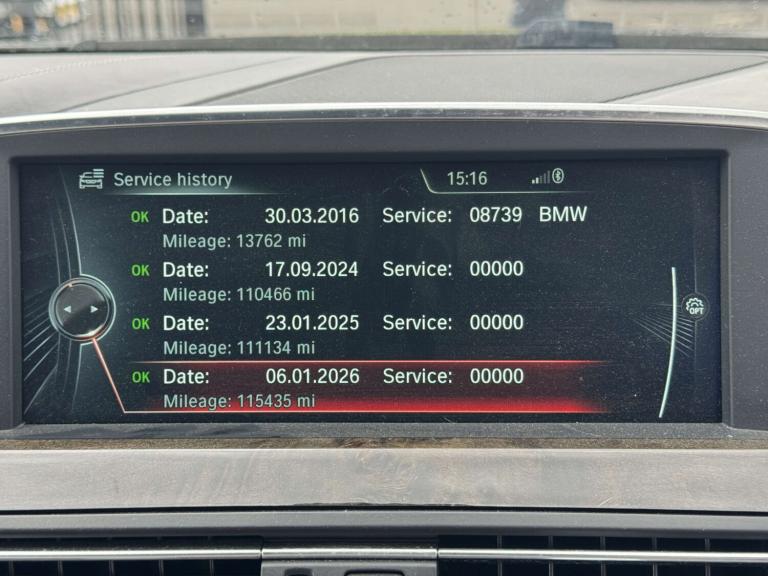 Service history 15:16
OK Date: 30.03.2016 Service: 08739 BMW
Mileage: 13762 mi
OK Date: 17.09.2024 Service: 00000
Mileage: 110466 mi
OK Date: 23.01.2025 Service: 00000
Mileage: 111134 mi
OK Date: 06.01.2026 Service: 00000
Mileage: 115435 mi
OPT